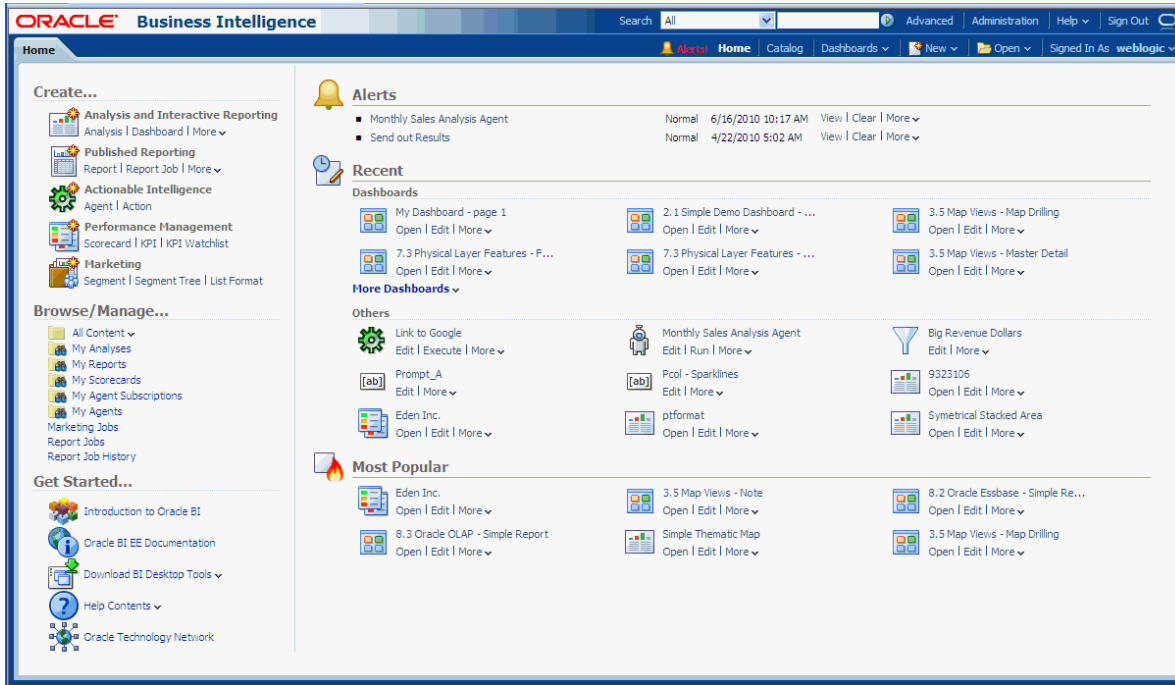 ORACLE Business Intelligence
Search All Advanced Administration Help Sign Out
Home
Alerts! Home Catalog Dashboards New Open Signed In As weblogic
Create...
Analysis and Interactive Reporting
Analysis | Dashboard | More
Published Reporting
Report | Report Job | More
Actionable Intelligence
Agent | Action
Performance Management
Scorecard | KPI | KPI Watchlist
Marketing
Segment | Segment Tree | List Format
Browse/Manage...
All Content
My Analyses
My Reports
My Scorecards
My Agent Subscriptions
My Agents
Marketing Jobs
Report Jobs
Report Job History
Get Started...
Introduction to Oracle BI
Oracle BI EE Documentation
Download BI Desktop Tools
Help Contents
Oracle Technology Network
Alerts
Monthly Sales Analysis Agent Normal 6/16/2010 10:17 AM View | Clear | More
Send out Results Normal 4/22/2010 5:02 AM View | Clear | More
Recent
Dashboards
My Dashboard - page 1 2.1 Simple Demo Dashboard - ... 3.5 Map Views - Map Drilling
Open | Edit | More Open | Edit | More Open | Edit | More
7.3 Physical Layer Features - F... 7.3 Physical Layer Features - ... 3.5 Map Views - Master Detail
Open | Edit | More Open | Edit | More Open | Edit | More
More Dashboards
Others
Link to Google Monthly Sales Analysis Agent Big Revenue Dollars
Edit | Execute | More Edit | Run | More Edit | More
[ab] Prompt_A [ab] Pcol - Sparklines 9323106
Edit | More Edit | More Open | Edit | More
Eden Inc. ptformat Symetrical Stacked Area
Open | Edit | More Open | Edit | More Open | Edit | More
Most Popular
Eden Inc. 3.5 Map Views - Note 8.2 Oracle Essbase - Simple Re...
Open | Edit | More Open | Edit | More Open | Edit | More
8.3 Oracle OLAP - Simple Report Simple Thematic Map 3.5 Map Views - Map Drilling
Open | Edit | More Open | Edit | More Open | Edit | More